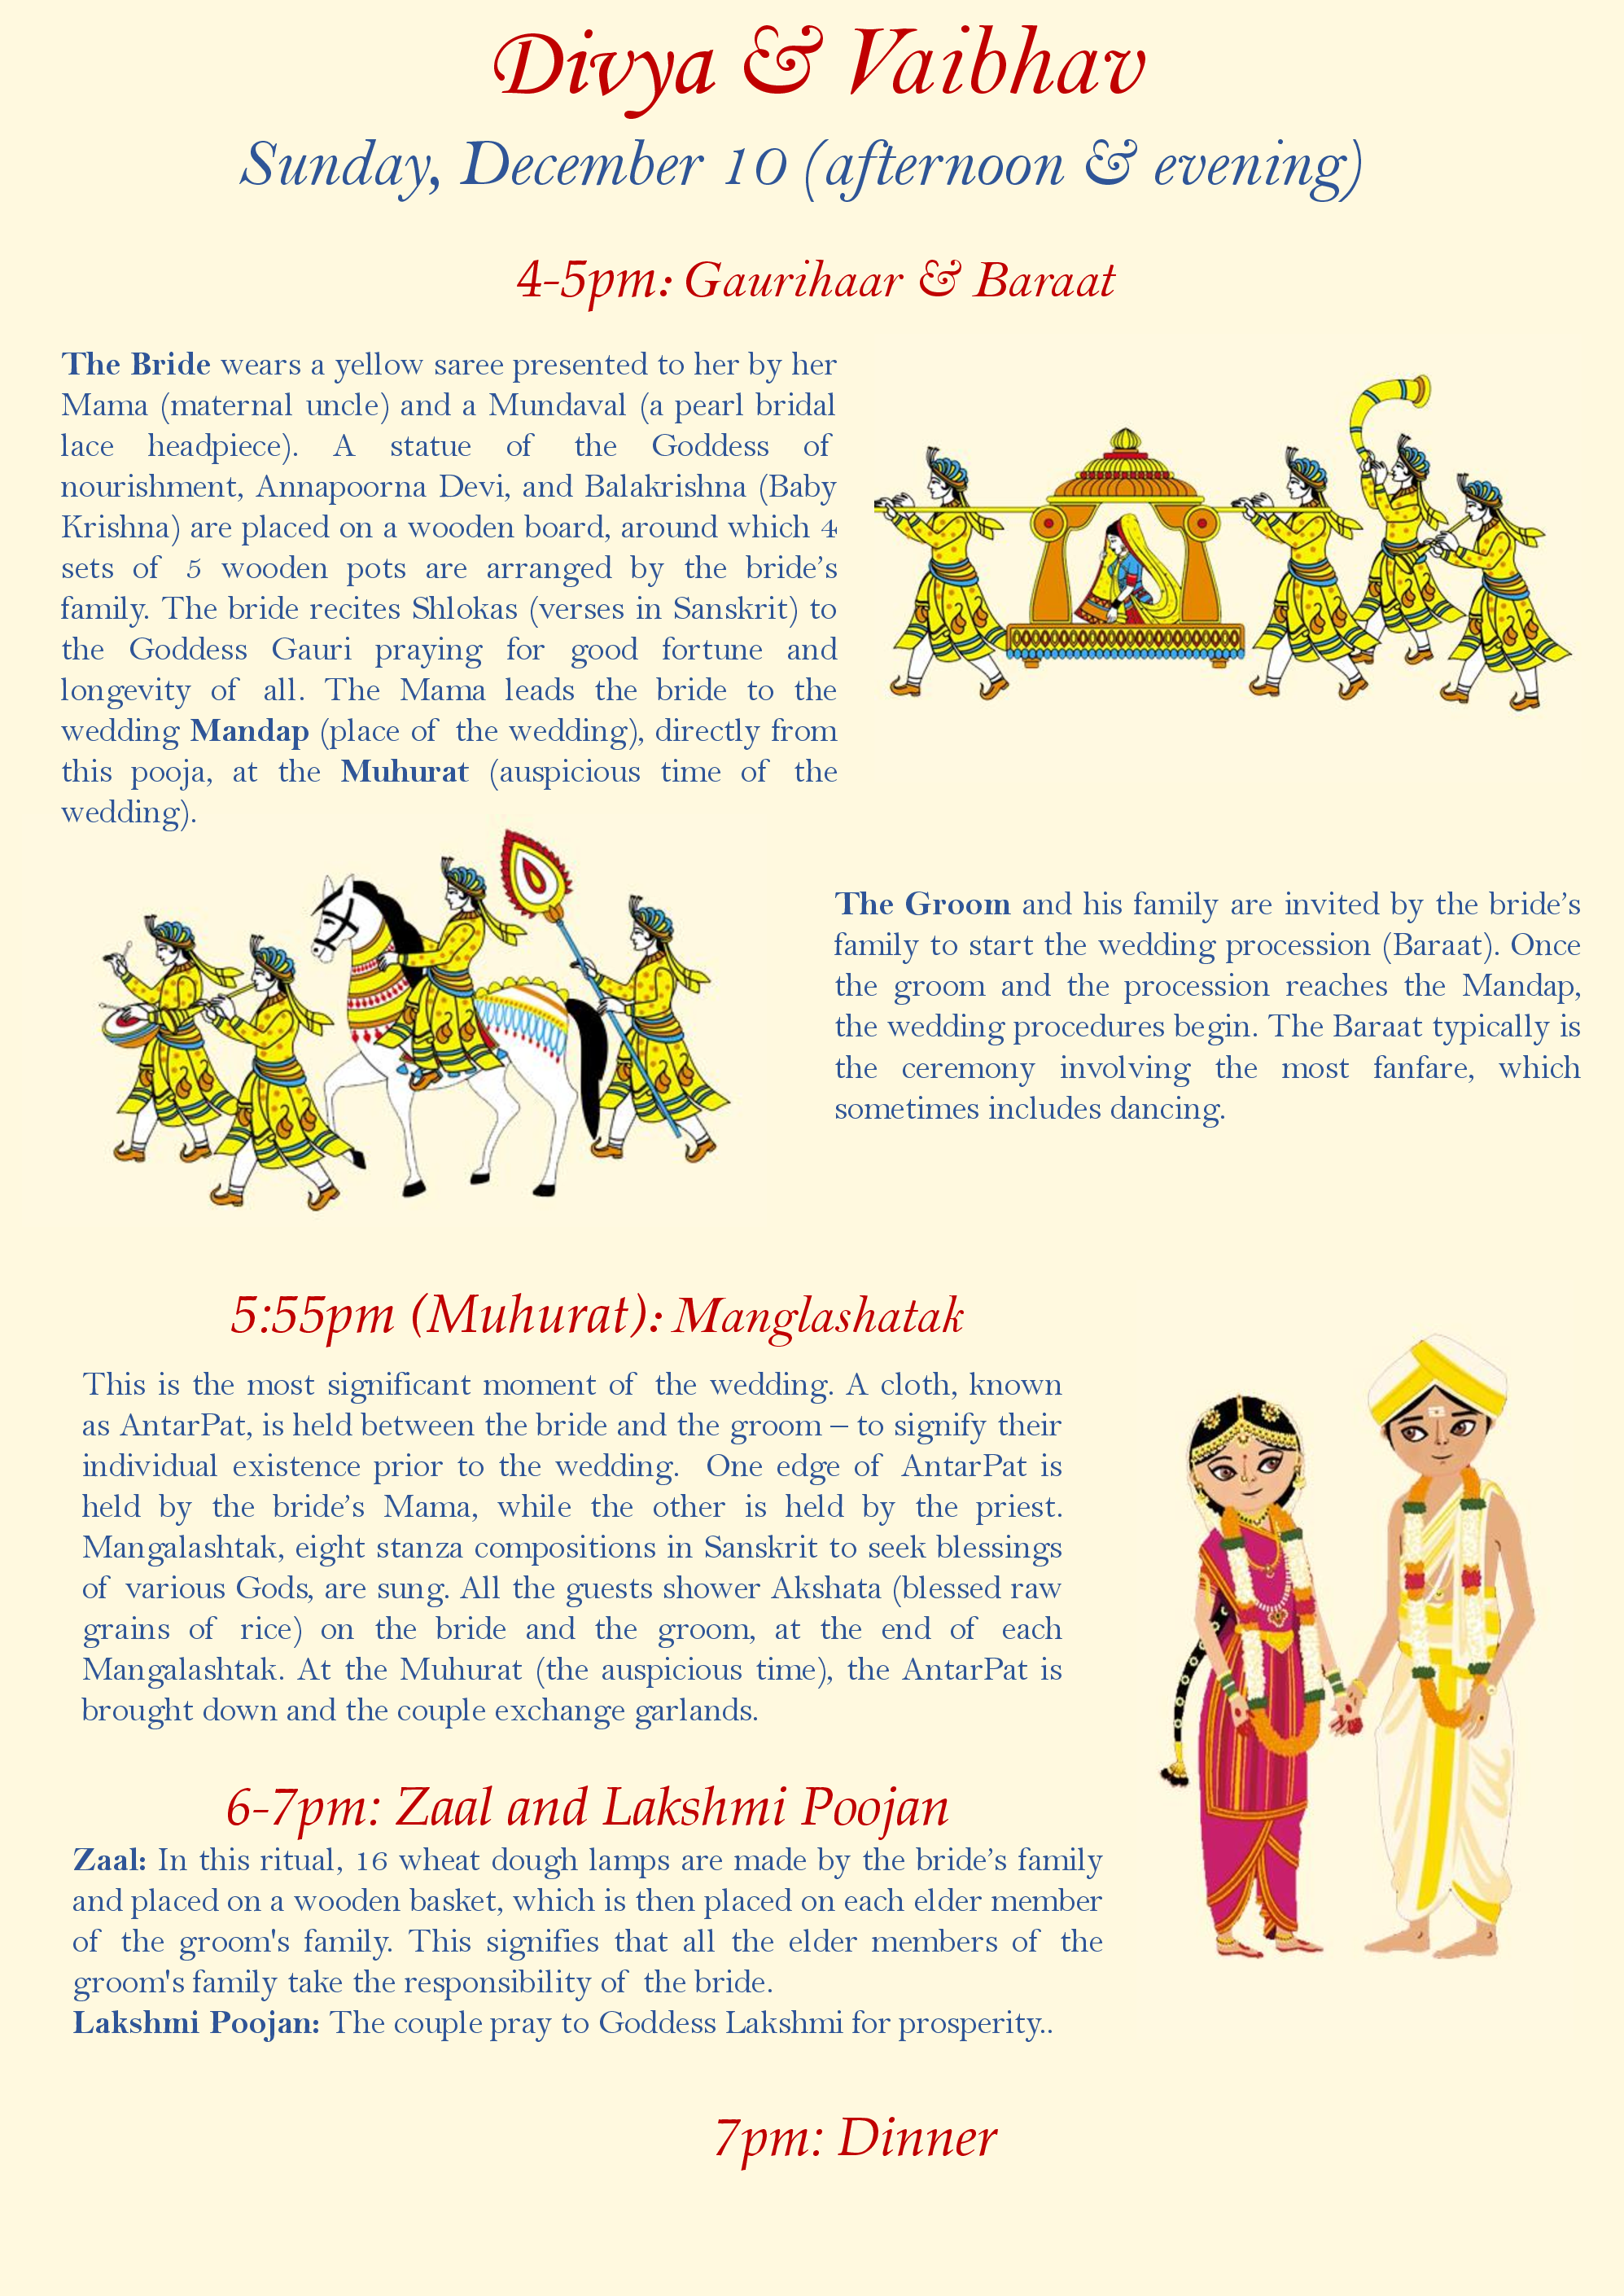 Divya & Vaibhav
Sunday, December 10 (afternoon & evening)
4-5pm: Gaurihaar & Baraat
The Bride wears a yellow saree presented to her by her
Mama (maternal uncle) and a Mundaval (a pearl bridal
lace headpiece). A statue of the Goddess of
nourishment, Annapoorna Devi, and Balakrishna (Baby
Krishna) are placed on a wooden board, around which 4
sets of 5 wooden pots are arranged by the bride’s
family. The bride recites Shlokas (verses in Sanskrit) to
the Goddess Gauri praying for good fortune and
longevity of all. The Mama leads the bride to the
wedding Mandap (place of the wedding), directly from
this pooja, at the Muhurat (auspicious time of the
wedding).
The Groom and his family are invited by the bride’s
family to start the wedding procession (Baraat). Once
the groom and the procession reaches the Mandap,
the wedding procedures begin. The Baraat typically is
the ceremony involving the most fanfare, which
sometimes includes dancing.
5:55pm (Muhurat): Manglashatak
This is the most significant moment of the wedding. A cloth, known
as AntarPat, is held between the bride and the groom – to signify their
individual existence prior to the wedding. One edge of AntarPat is
held by the bride’s Mama, while the other is held by the priest.
Mangalashtak, eight stanza compositions in Sanskrit to seek blessings
of various Gods, are sung. All the guests shower Akshata (blessed raw
grains of rice) on the bride and the groom, at the end of each
Mangalashtak. At the Muhurat (the auspicious time), the AntarPat is
brought down and the couple exchange garlands.
6-7pm: Zaal and Lakshmi Poojan
Zaal: In this ritual, 16 wheat dough lamps are made by the bride’s family
and placed on a wooden basket, which is then placed on each elder member
of the groom's family. This signifies that all the elder members of the
groom's family take the responsibility of the bride.
Lakshmi Poojan: The couple pray to Goddess Lakshmi for prosperity..
7pm: Dinner